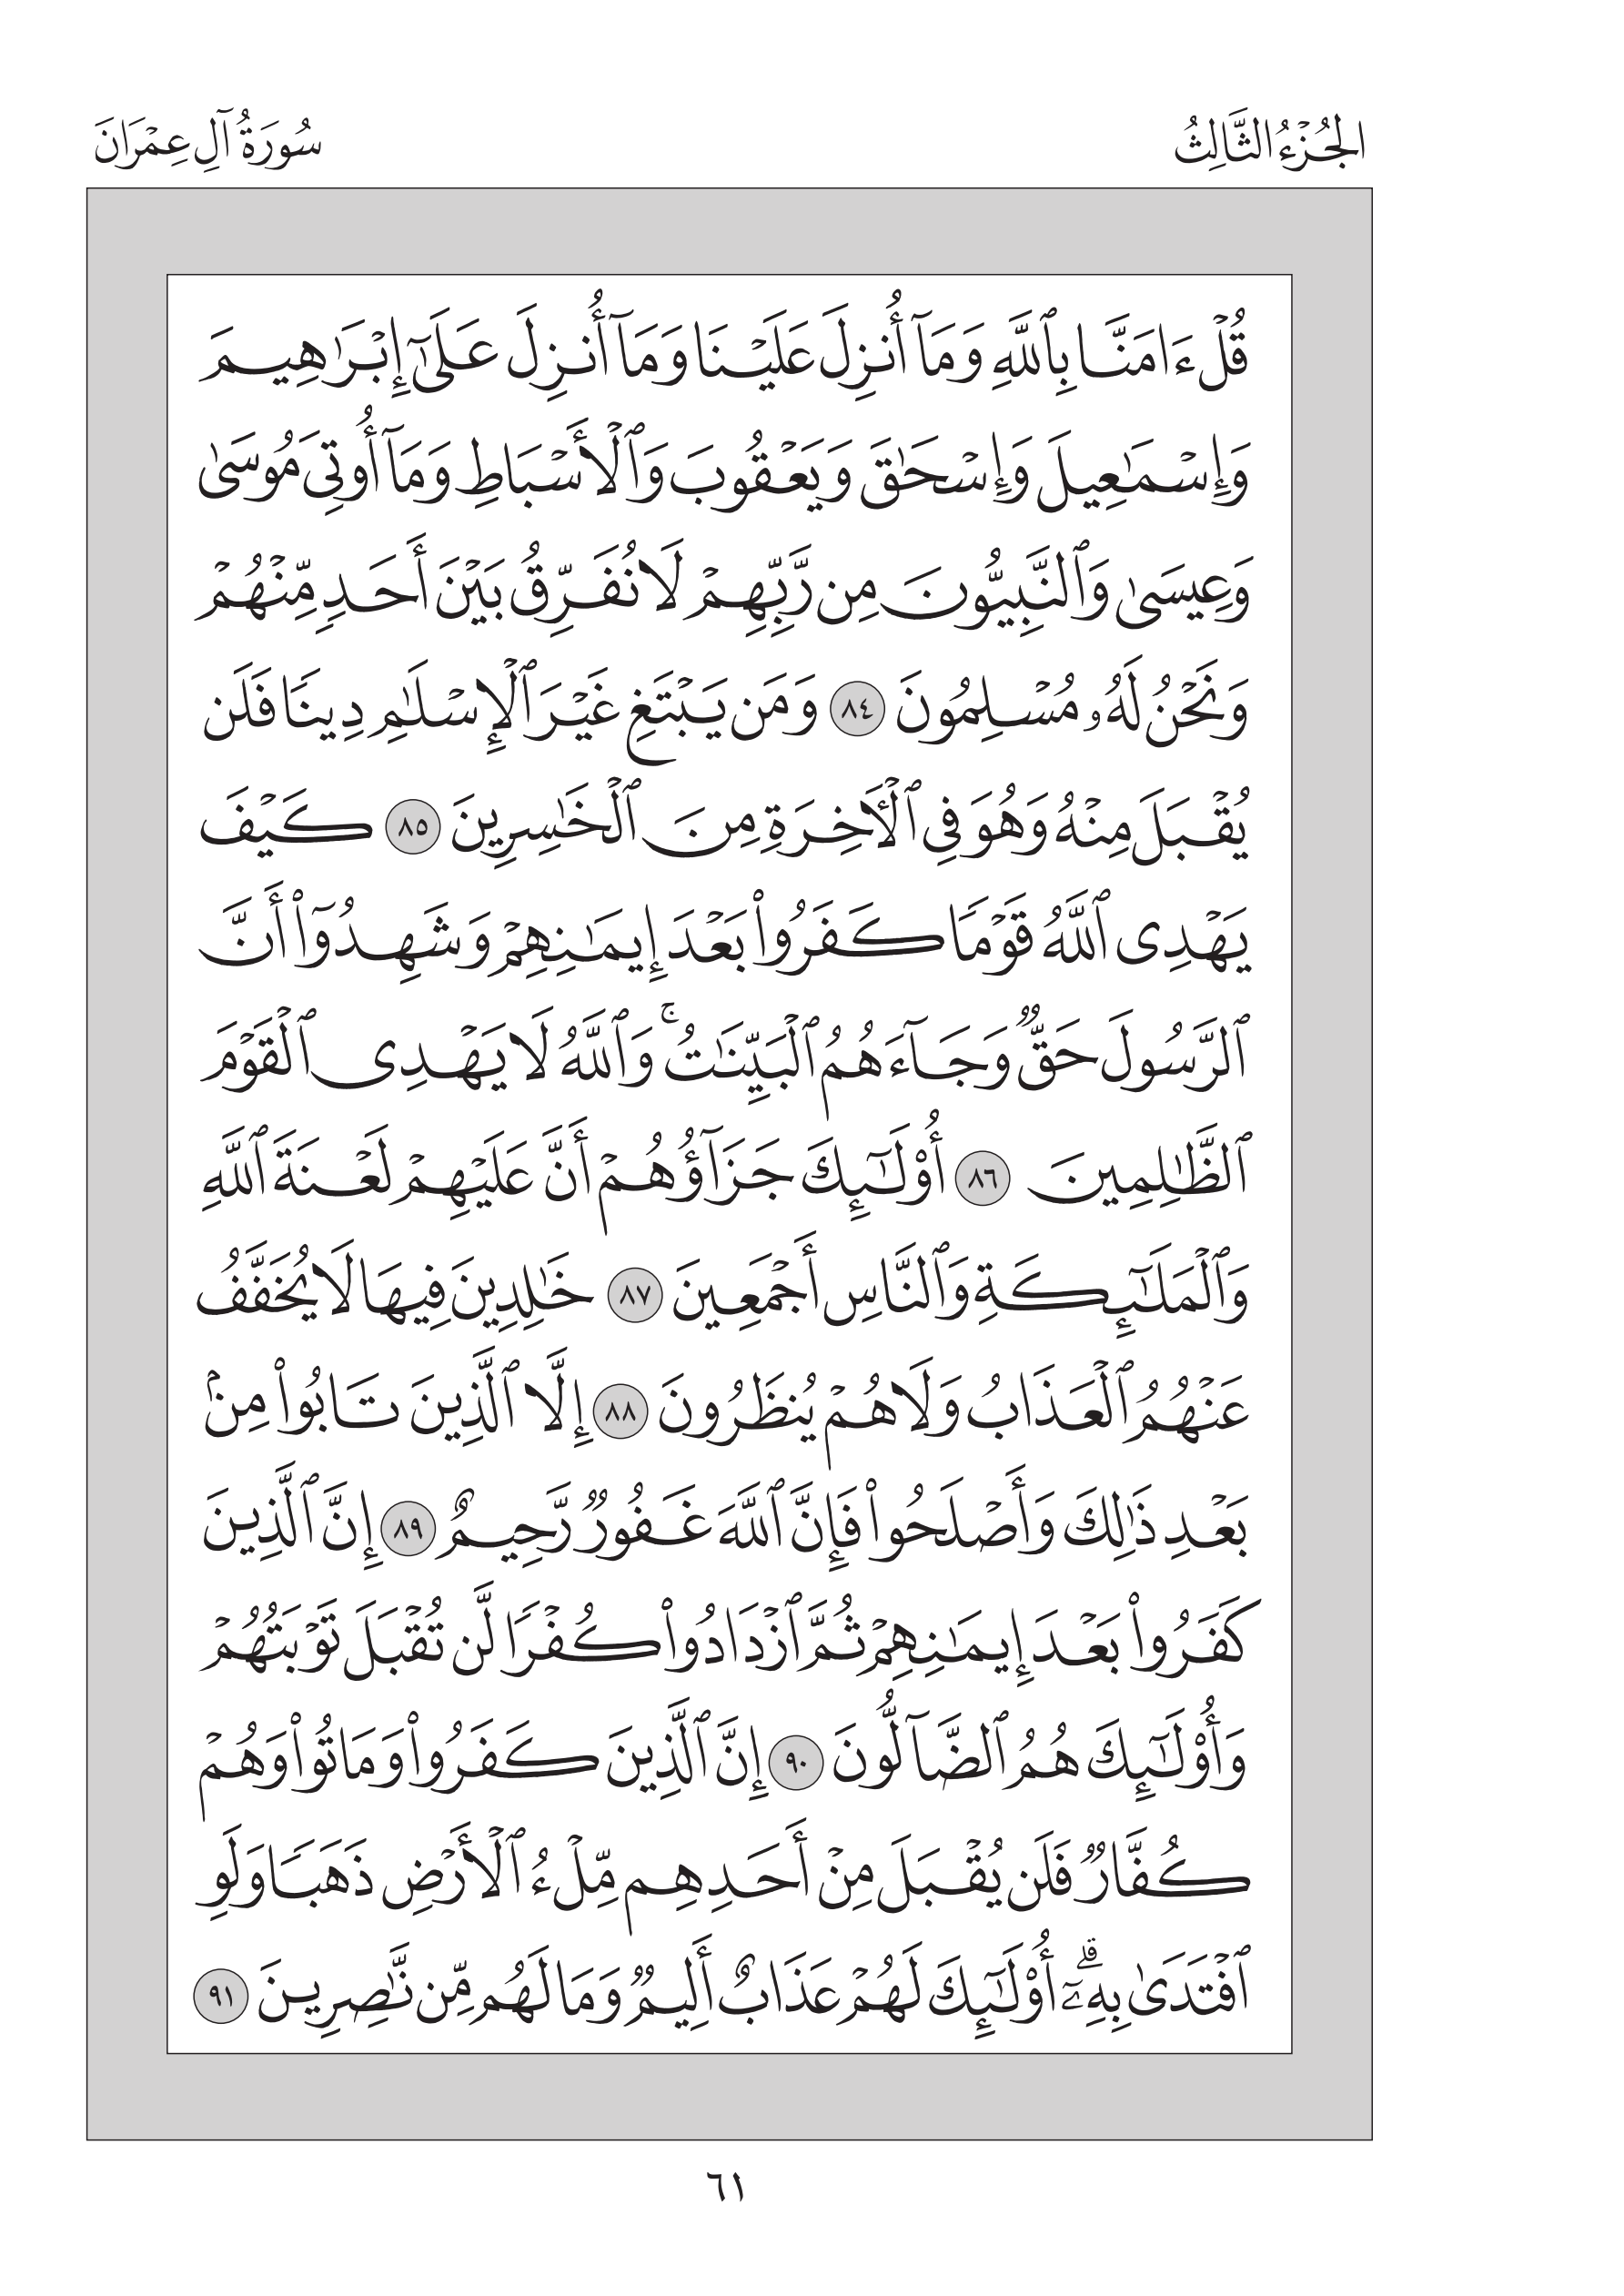 الجُزْءُ الثَّالِثُ
سُورَةُ آلِ عِمْرَانَ
قُلْ ءَامَنَّا بِٱللَّهِ وَمَآ أُنزِلَ عَلَيْنَا وَمَآ أُنزِلَ عَلَىٰٓ إِبْرَٰهِيمَ
وَإِسْمَٰعِيلَ وَإِسْحَٰقَ وَيَعْقُوبَ وَٱلْأَسْبَاطِ وَمَآ أُوتِىَ مُوسَىٰ
وَعِيسَىٰ وَٱلنَّبِيُّونَ مِن رَّبِّهِمْ لَا نُفَرِّقُ بَيْنَ أَحَدٍ مِّنْهُمْ
وَنَحْنُ لَهُۥ مُسْلِمُونَ ٨٤ وَمَن يَبْتَغِ غَيْرَ ٱلْإِسْلَٰمِ دِينًا فَلَن
يُقْبَلَ مِنْهُ وَهُوَ فِى ٱلْأٓخِرَةِ مِنَ ٱلْخَٰسِرِينَ ٨٥ كَيْفَ
يَهْدِى ٱللَّهُ قَوْمًا كَفَرُوا۟ بَعْدَ إِيمَٰنِهِمْ وَشَهِدُوٓا۟ أَنَّ
ٱلرَّسُولَ حَقٌّ وَجَآءَهُمُ ٱلْبَيِّنَٰتُ ۚ وَٱللَّهُ لَا يَهْدِى ٱلْقَوْمَ
ٱلظَّٰلِمِينَ ٨٦ أُو۟لَٰٓئِكَ جَزَآؤُهُمْ أَنَّ عَلَيْهِمْ لَعْنَةَ ٱللَّهِ
وَٱلْمَلَٰٓئِكَةِ وَٱلنَّاسِ أَجْمَعِينَ ٨٧ خَٰلِدِينَ فِيهَا لَا يُخَفَّفُ
عَنْهُمُ ٱلْعَذَابُ وَلَا هُمْ يُنظَرُونَ ٨٨ إِلَّا ٱلَّذِينَ تَابُوا۟ مِنۢ
بَعْدِ ذَٰلِكَ وَأَصْلَحُوا۟ فَإِنَّ ٱللَّهَ غَفُورٌ رَّحِيمٌ ٨٩ إِنَّ ٱلَّذِينَ
كَفَرُوا۟ بَعْدَ إِيمَٰنِهِمْ ثُمَّ ٱزْدَادُوا۟ كُفْرًا لَّن تُقْبَلَ تَوْبَتُهُمْ
وَأُو۟لَٰٓئِكَ هُمُ ٱلضَّآلُّونَ ٩٠ إِنَّ ٱلَّذِينَ كَفَرُوا۟ وَمَاتُوا۟ وَهُمْ
كُفَّارٌ فَلَن يُقْبَلَ مِنْ أَحَدِهِم مِّلْءُ ٱلْأَرْضِ ذَهَبًا وَلَوِ
ٱفْتَدَىٰ بِهِۦٓ ۗ أُو۟لَٰٓئِكَ لَهُمْ عَذَابٌ أَلِيمٌ وَمَا لَهُم مِّن نَّٰصِرِينَ ٩١
٦١